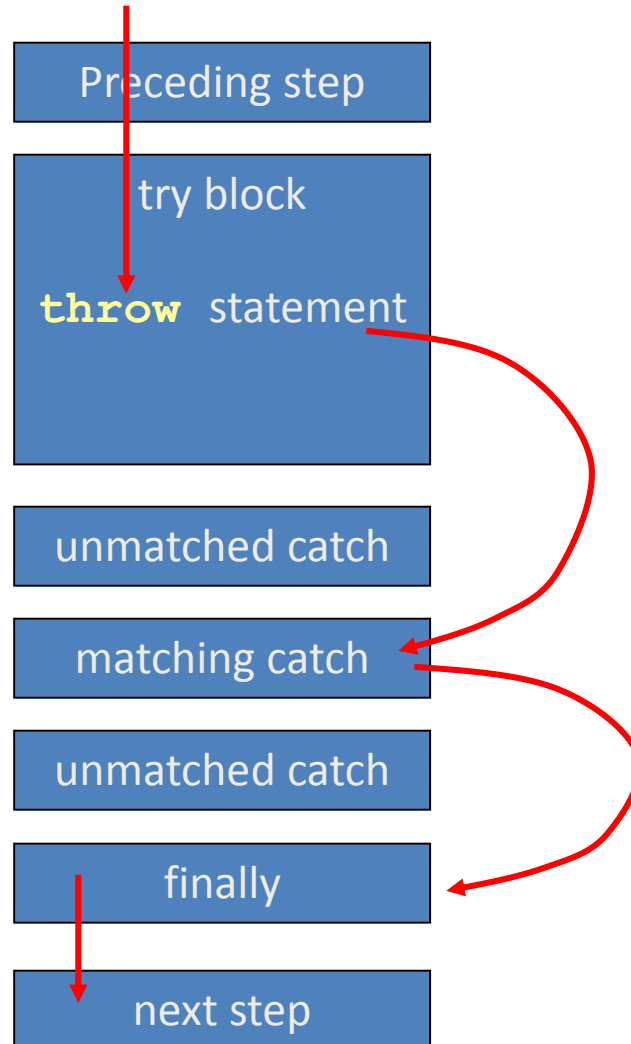 Preceding step
try block
throw statement
unmatched catch
matching catch
unmatched catch
finally
next step